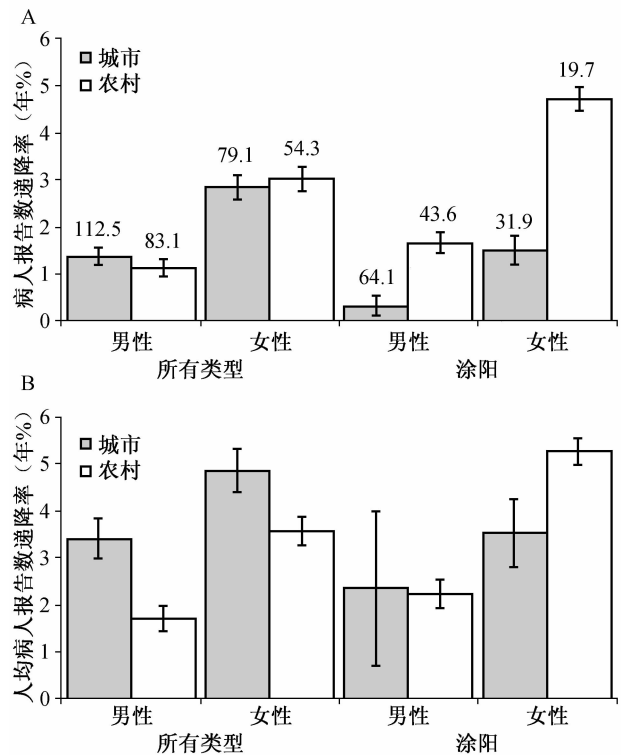 A
病人报告数递降率（年%）
6
5
4
3
2
1
0
城市
农村
112.5
83.1
79.1
54.3
64.1
43.6
31.9
19.7
男性 女性 男性 女性
所有类型 涂阳
B
人均病人报告数递降率（年%）
6
5
4
3
2
1
0
城市
农村
男性 女性 男性 女性
所有类型 涂阳